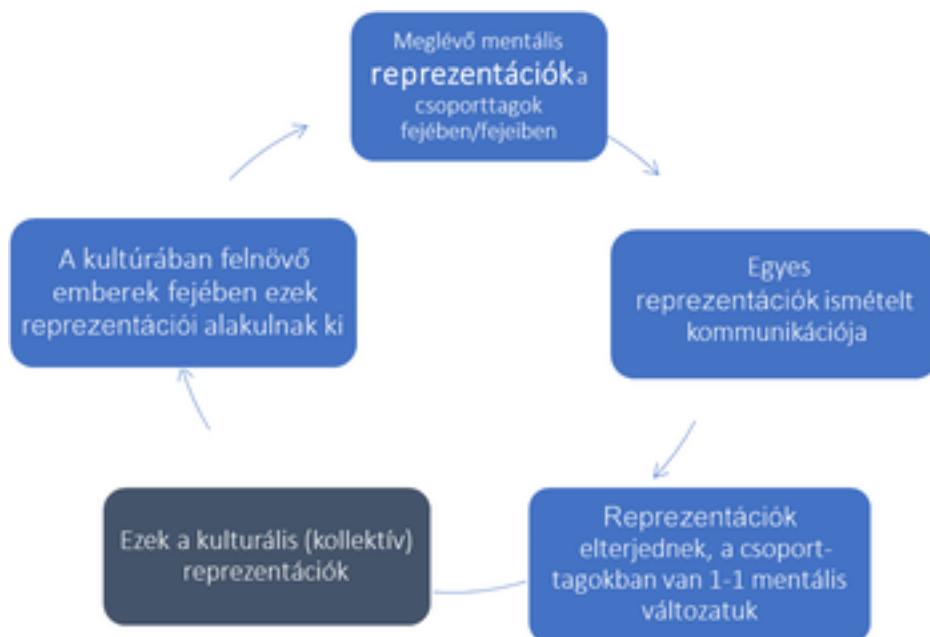 Meglévő mentális
reprezentációk a
csoporttagok
fejében/fejeiben
Egyes
reprezentációk ismételt
kommunikációja
Reprezentációk
elterjednek, a csoport-
tagokban van 1-1 mentális
változatuk
Ezek a kulturális (kollektív)
reprezentációk
A kultúrában felnövő
emberek fejében ezek
reprezentációi alakulnak ki